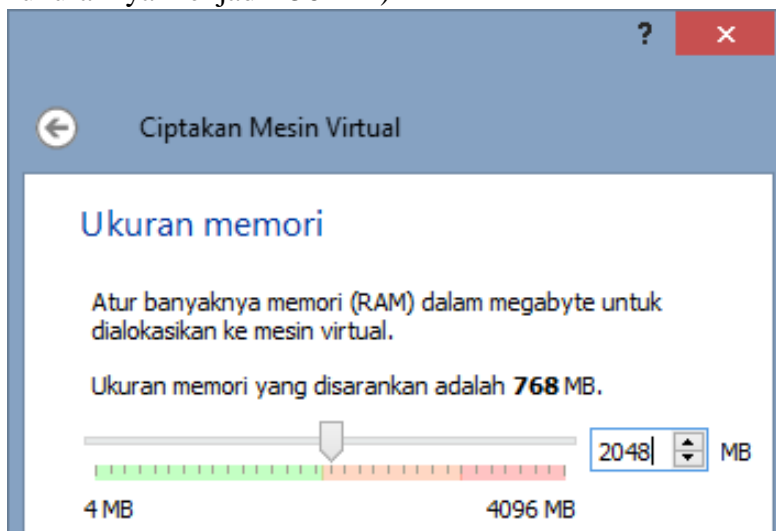 ?
Ciptakan Mesin Virtual
Ukuran memori
Atur banyaknya memori (RAM) dalam megabyte untuk
dialokasikan ke mesin virtual.
Ukuran memori yang disarankan adalah 768 MB.
2048 MB
4 MB 4096 MB